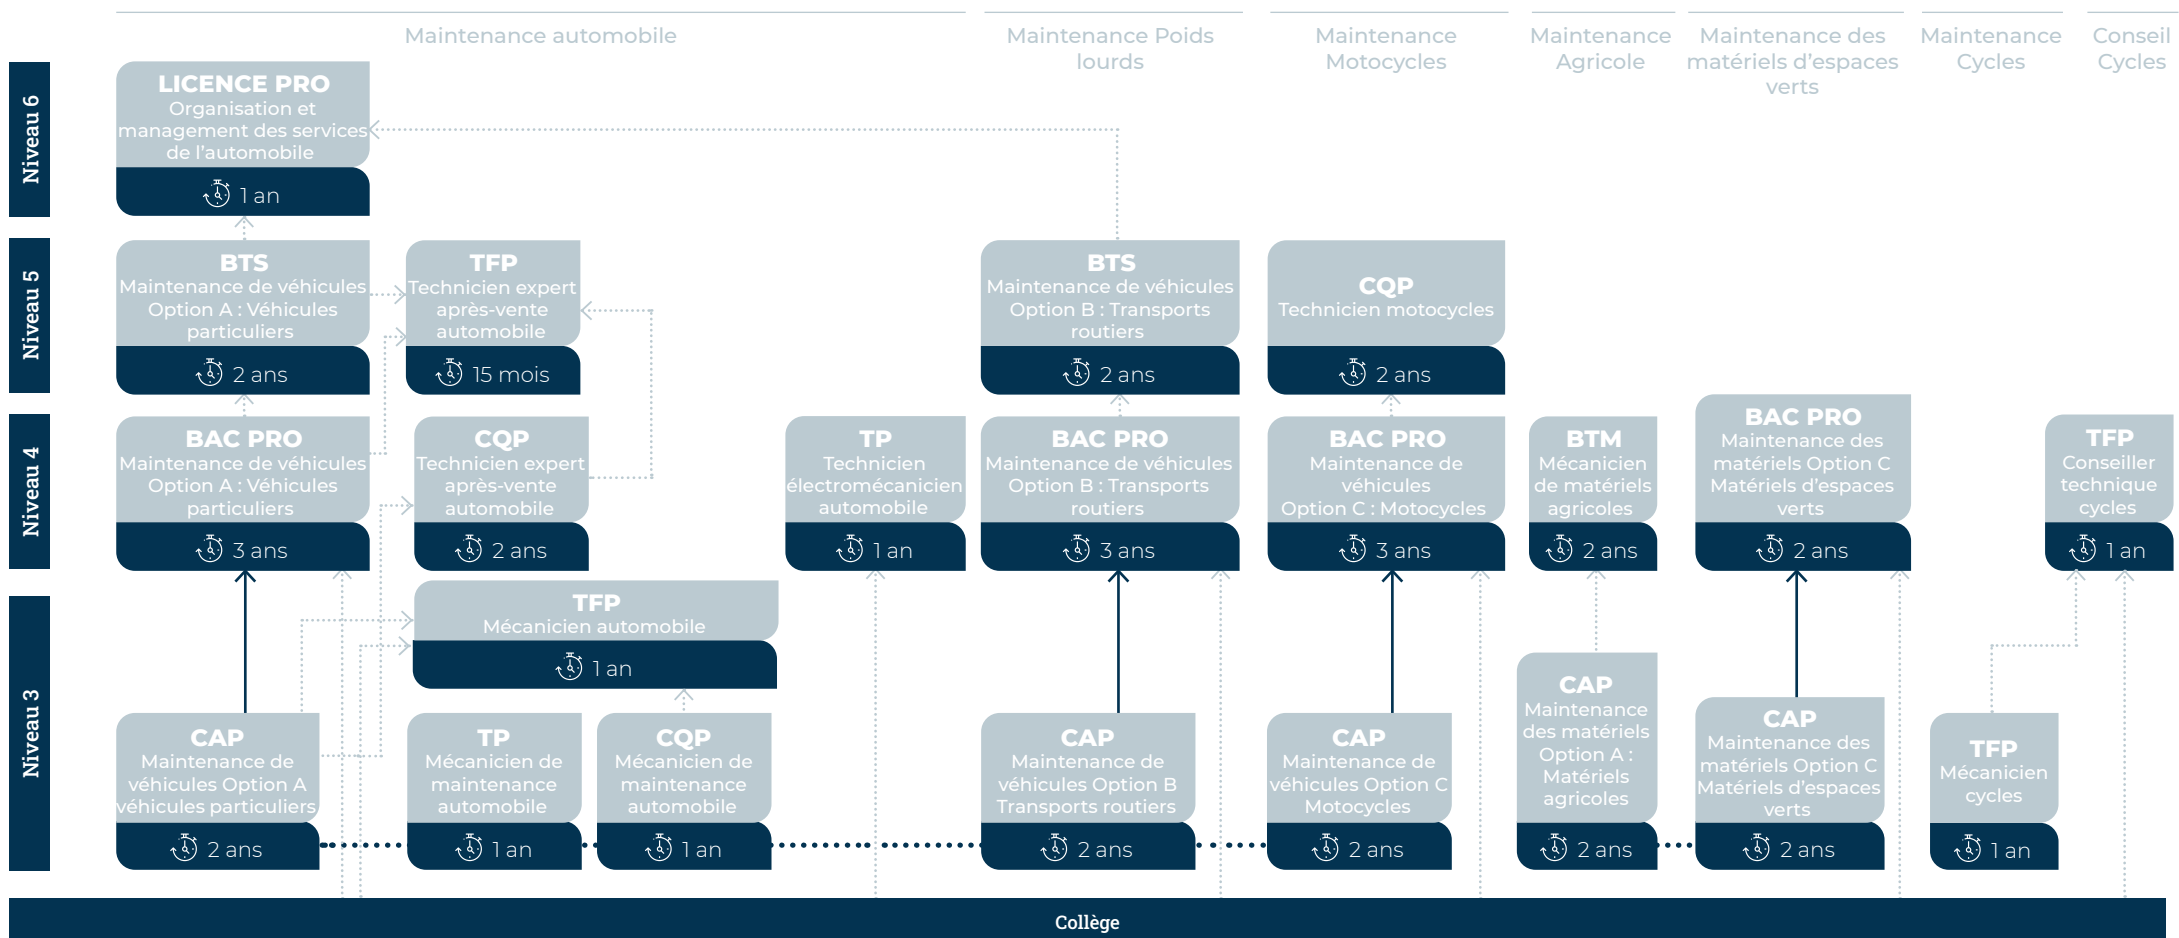 Maintenance automobile
Maintenance Poids
lourds
Maintenance
Motocycles
Maintenance
Agricole
Maintenance des
matériels d'espaces
verts
Maintenance
Cycles
Conseil
Cycles
Niveau 6
LICENCE PRO
Organisation et
management des services
de l'automobile
1 an
Niveau 5
BTS
Maintenance de véhicules
Option A : Véhicules
particuliers
2 ans
TFP
Technicien expert
après-vente
automobile
15 mois
BTS
Maintenance de véhicules
Option B : Transports
routiers
2 ans
CQP
Technicien motocycles
2 ans
Niveau 4
BAC PRO
Maintenance de véhicules
Option A : Véhicules
particuliers
3 ans
CQP
Technicien expert
après-vente
automobile
2 ans
TP
Technicien
électromécanicien
automobile
1 an
BAC PRO
Maintenance de véhicules
Option B : Transports
routiers
3 ans
BAC PRO
Maintenance de
véhicules
Option C : Motocycles
3 ans
BTM
Mécanicien
de matériels
agricoles
2 ans
BAC PRO
Maintenance des
matériels Option C
Matériels d'espaces
verts
2 ans
TFP
Conseiller
technique
cycles
1 an
Niveau 3
TFP
Mécanicien automobile
1 an
CAP
Maintenance de
véhicules Option A
véhicules particuliers
2 ans
TP
Mécanicien de
maintenance
automobile
1 an
CQP
Mécanicien de
maintenance
automobile
1 an
CAP
Maintenance de
véhicules Option B
Transports routiers
2 ans
CAP
Maintenance de
véhicules Option C
Motocycles
2 ans
CAP
Maintenance
des matériels
Option A :
Matériels
agricoles
2 ans
CAP
Maintenance des
matériels Option C
Matériels d'espaces
verts
2 ans
TFP
Mécanicien
cycles
1 an
Collège